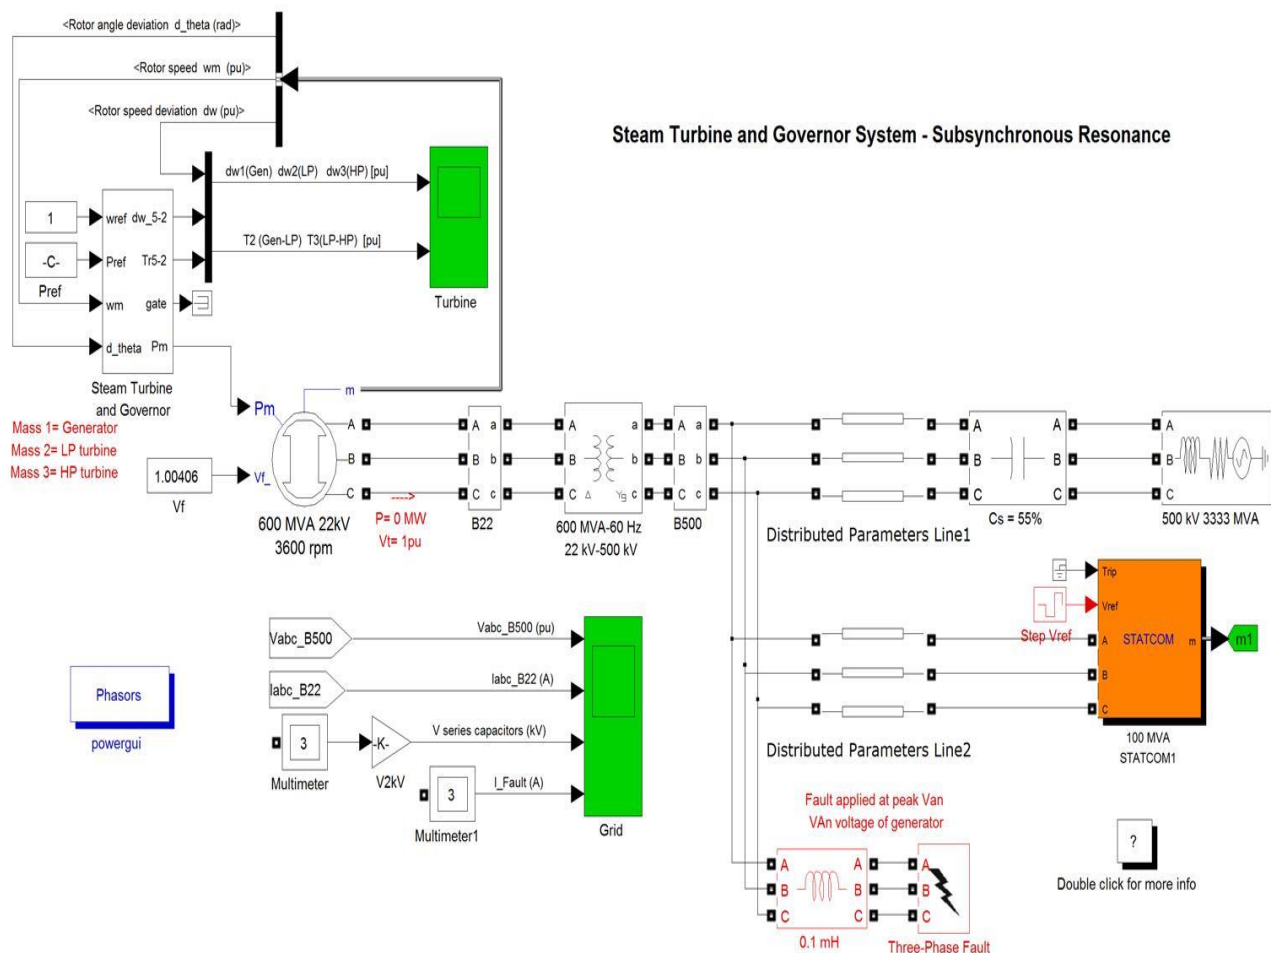 <Rotor angle deviation d_theta (rad)>
<Rotor speed wm (pu)>
<Rotor speed deviation dw (pu)>
Steam Turbine and Governor System - Subsynchronous Resonance
dw1(Gen) dw2(LP) dw3(HP) [pu]
T2 (Gen-LP) T3(LP-HP) [pu]
Turbine
1
-C-
Pref
wref
Pref
wm
d_theta
dw_5-2
Tr5-2
gate
Pm
Steam Turbine
and Governor
Mass 1= Generator
Mass 2= LP turbine
Mass 3= HP turbine
1.00406
Vf
Pm
Vf_
m
A
B
C
600 MVA 22kV
3600 rpm
P= 0 MW
Vt= 1pu
A a
B b
C c
B22
A a
B b
C c
Δ Yg
600 MVA-60 Hz
22 kV-500 kV
A a
B b
C c
B500
Distributed Parameters Line1
A A
B B
C C
Cs = 55%
A
B
C
500 kV 3333 MVA
Step Vref
Trip
Vref
A
B
C
STATCOM
m
m1
100 MVA
STATCOM1
Distributed Parameters Line2
Vabc_B500
Iabc_B22
3
Multimeter
-K-
V2kV
3
Multimeter1
Vabc_B500 (pu)
Iabc_B22 (A)
V series capacitors (kV)
I_Fault (A)
Grid
Phasors
powergui
Fault applied at peak Van
VAn voltage of generator
A A
B B
C C
0.1 mH
A
B
C
Three-Phase Fault
?
Double click for more info